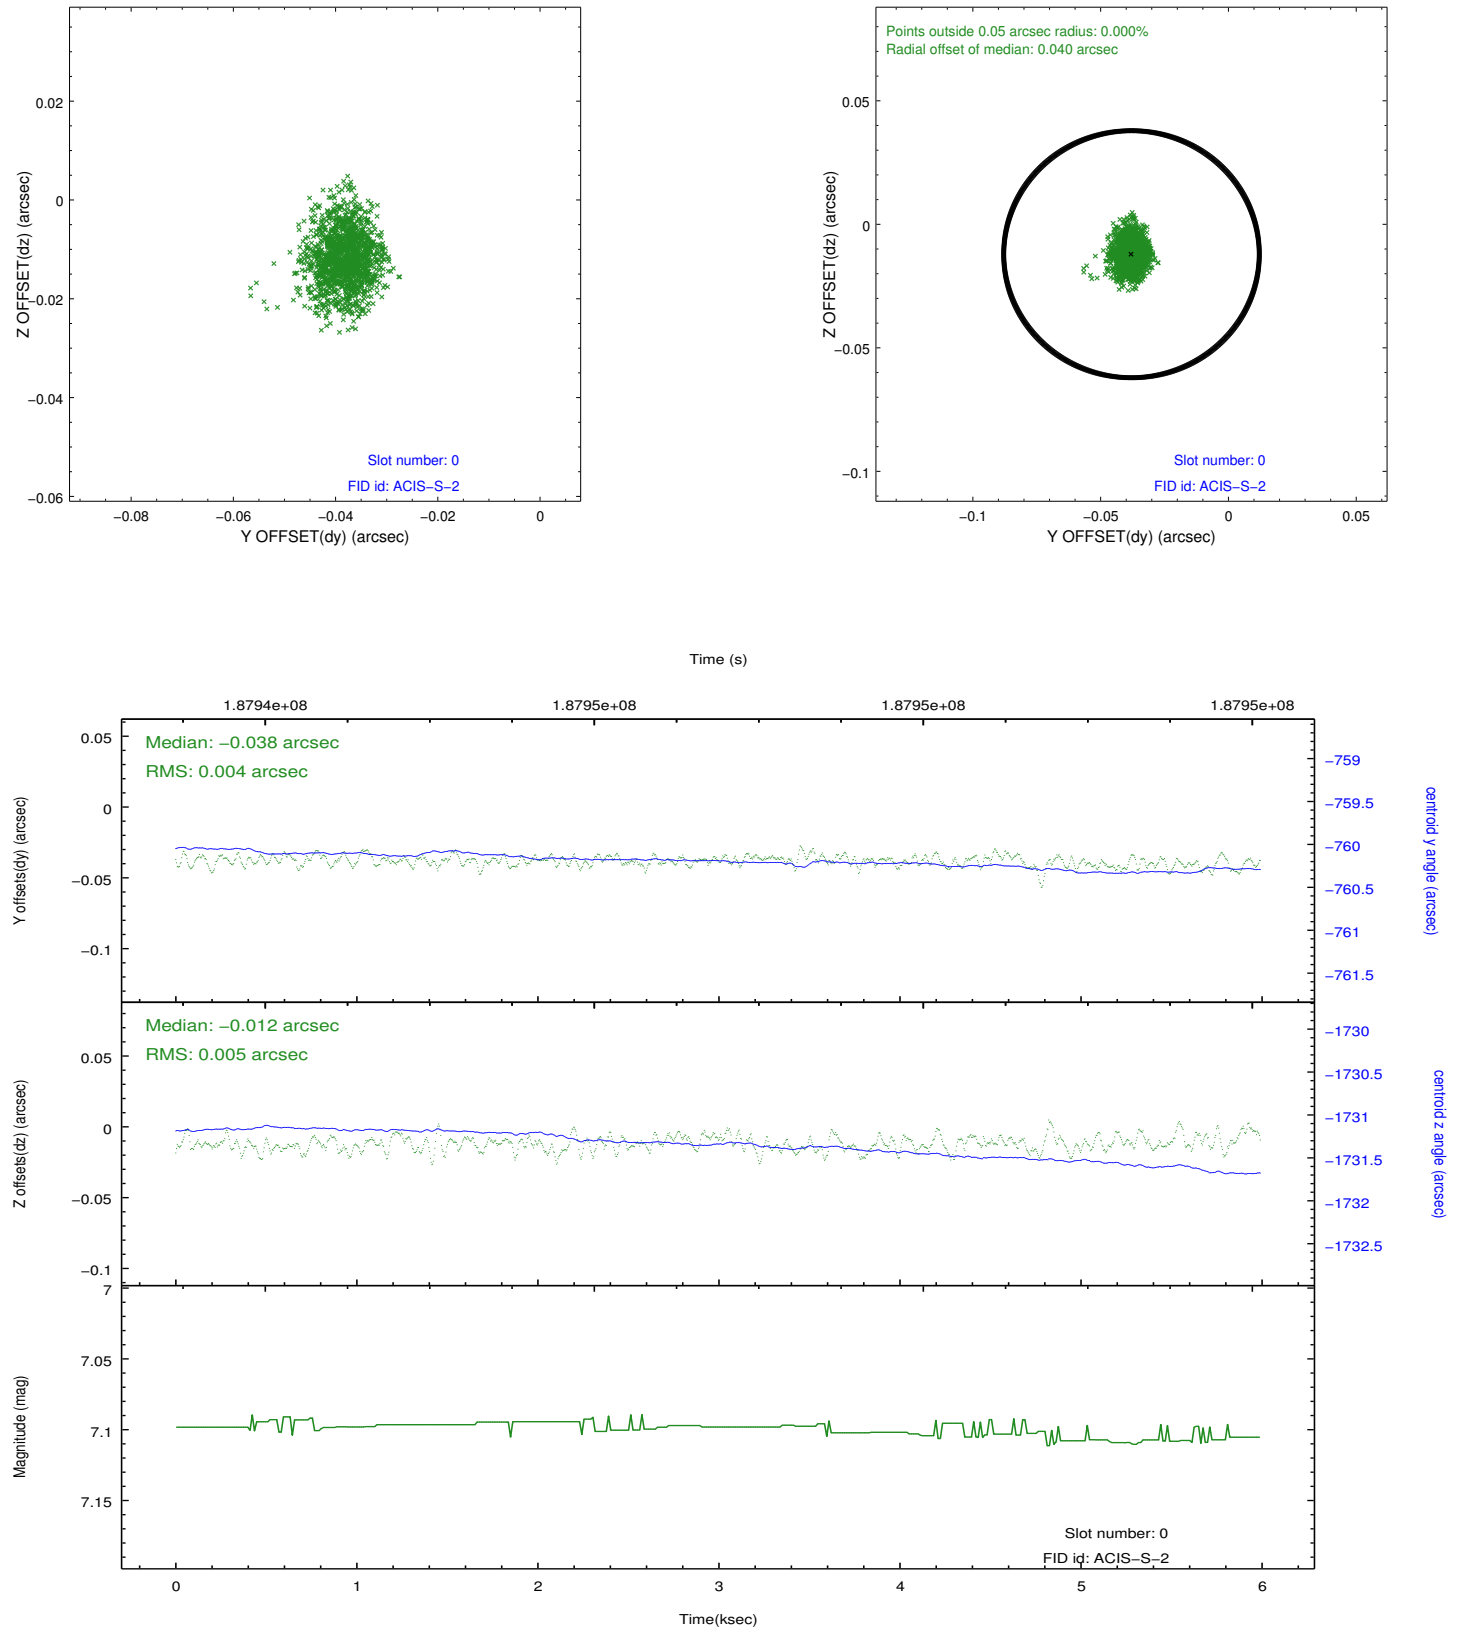 0.02
0
−0.02
−0.04
−0.06
Z OFFSET(dz) (arcsec)
Slot number: 0
FID id: ACIS−S−2
−0.08
−0.06
−0.04
−0.02
0
Y OFFSET(dy) (arcsec)
Points outside 0.05 arcsec radius: 0.000%
Radial offset of median: 0.040 arcsec
0.05
0
−0.05
−0.1
Z OFFSET(dz) (arcsec)
Slot number: 0
FID id: ACIS−S−2
−0.1
−0.05
0
0.05
Y OFFSET(dy) (arcsec)
Time (s)
1.8794e+08
1.8795e+08
1.8795e+08
1.8795e+08
Median: −0.038 arcsec
RMS: 0.004 arcsec
0.05
0
−0.05
−0.1
Y offsets(dy) (arcsec)
−759
−759.5
−760
−760.5
−761
−761.5
centroid y angle (arcsec)
Median: −0.012 arcsec
RMS: 0.005 arcsec
0.05
0
−0.05
−0.1
Z offsets(dz) (arcsec)
−1730
−1730.5
−1731
−1731.5
−1732
−1732.5
centroid z angle (arcsec)
7
7.05
7.1
7.15
Magnitude (mag)
Slot number: 0
FID id: ACIS−S−2
0
1
2
3
4
5
6
Time(ksec)